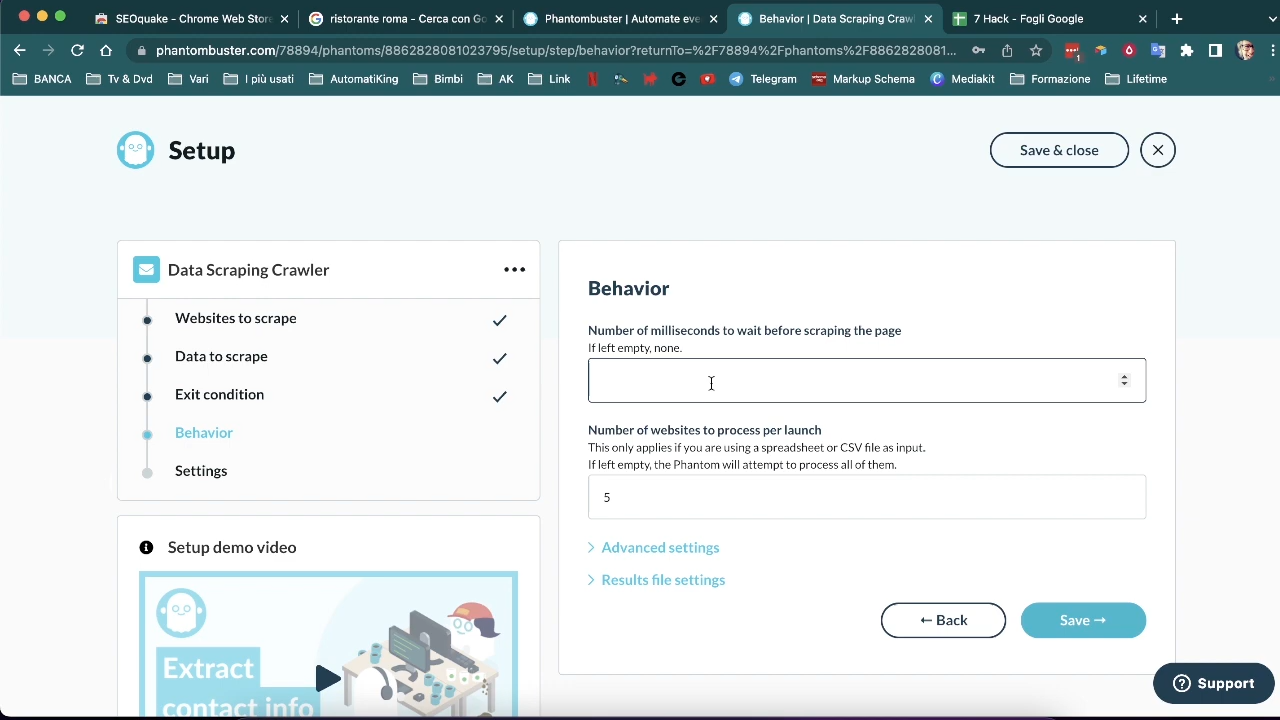 SEOquake - Chrome Web Store
ristorante roma - Cerca con Go
Phantombuster | Automate eve
Behavior | Data Scraping Crawl
7 Hack - Fogli Google
phantombuster.com/78894/phantoms/8862828081023795/setup/step/behavior?returnTo=%2F78894%2Fphantoms%2F8862828081...
1
BANCA
Tv & Dvd
Vari
I più usati
AutomatiKing
Bimbi
AK
Link
Telegram
Markup Schema
Mediakit
Formazione
Lifetime
Setup
Save & close
Data Scraping Crawler
Websites to scrape
Data to scrape
Exit condition
Behavior
Settings
Setup demo video
Extract
contact info
Behavior
Number of milliseconds to wait before scraping the page
If left empty, none.
Number of websites to process per launch
This only applies if you are using a spreadsheet or CSV file as input.
If left empty, the Phantom will attempt to process all of them.
5
Advanced settings
Results file settings
← Back
Save →
Support